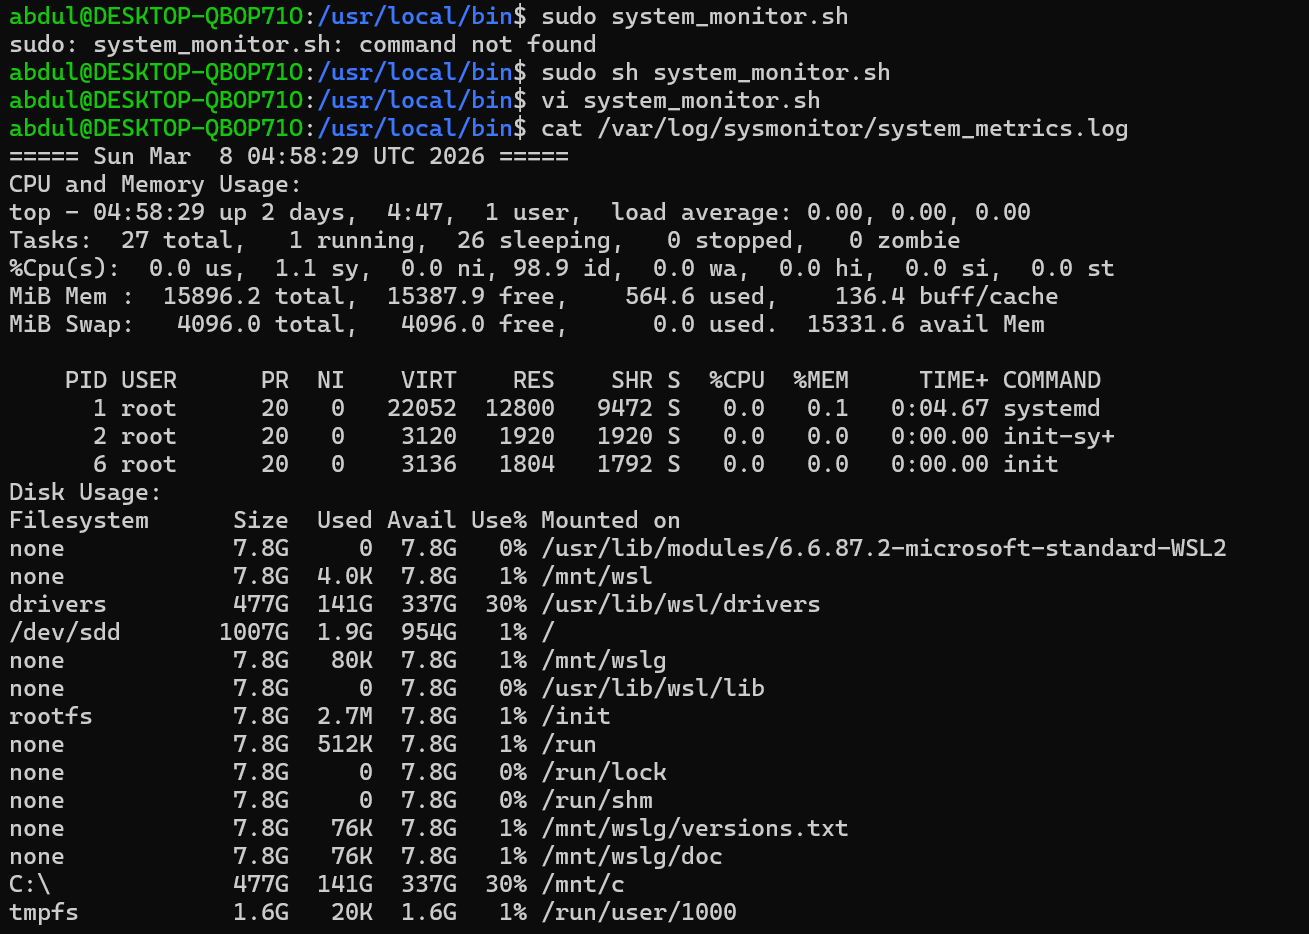 abdul@DESKTOP-QBOP71O:/usr/local/bin$ sudo system_monitor.sh
sudo: system_monitor.sh: command not found
abdul@DESKTOP-QBOP71O:/usr/local/bin$ sudo sh system_monitor.sh
abdul@DESKTOP-QBOP71O:/usr/local/bin$ vi system_monitor.sh
abdul@DESKTOP-QBOP71O:/usr/local/bin$ cat /var/log/sysmonitor/system_metrics.log
===== Sun Mar  8 04:58:29 UTC 2026 =====
CPU and Memory Usage:
top - 04:58:29 up 2 days,  4:47,  1 user,  load average: 0.00, 0.00, 0.00
Tasks:  27 total,   1 running,  26 sleeping,   0 stopped,   0 zombie
%Cpu(s):  0.0 us,  1.1 sy,  0.0 ni, 98.9 id,  0.0 wa,  0.0 hi,  0.0 si,  0.0 st
MiB Mem :  15896.2 total,  15387.9 free,    564.6 used,    136.4 buff/cache
MiB Swap:   4096.0 total,   4096.0 free,      0.0 used.  15331.6 avail Mem

    PID USER      PR  NI    VIRT    RES    SHR S  %CPU  %MEM     TIME+ COMMAND
      1 root      20   0   22052  12800   9472 S   0.0   0.1   0:04.67 systemd
      2 root      20   0    3120   1920   1920 S   0.0   0.0   0:00.00 init-sy+
      6 root      20   0    3136   1804   1792 S   0.0   0.0   0:00.00 init
Disk Usage:
Filesystem      Size  Used Avail Use% Mounted on
none            7.8G     0  7.8G   0% /usr/lib/modules/6.6.87.2-microsoft-standard-WSL2
none            7.8G  4.0K  7.8G   1% /mnt/wsl
drivers         477G  141G  337G  30% /usr/lib/wsl/drivers
/dev/sdd       1007G  1.9G  954G   1% /
none            7.8G   80K  7.8G   1% /mnt/wslg
none            7.8G     0  7.8G   0% /usr/lib/wsl/lib
rootfs          7.8G  2.7M  7.8G   1% /init
none            7.8G  512K  7.8G   1% /run
none            7.8G     0  7.8G   0% /run/lock
none            7.8G     0  7.8G   0% /run/shm
none            7.8G   76K  7.8G   1% /mnt/wslg/versions.txt
none            7.8G   76K  7.8G   1% /mnt/wslg/doc
C:\             477G  141G  337G  30% /mnt/c
tmpfs           1.6G   20K  1.6G   1% /run/user/1000